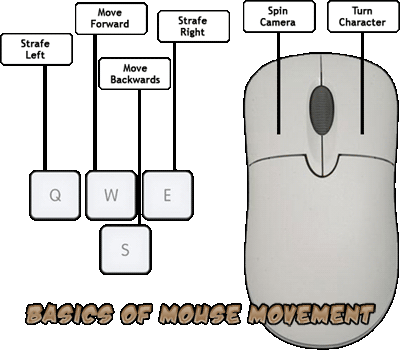 Move
Forward
Strafe
Right
Spin
Camera
Turn
Character
Strafe
Left
Move
Backwards
Q
W
E
S
BASICS OF MOUSE MOVEMENT